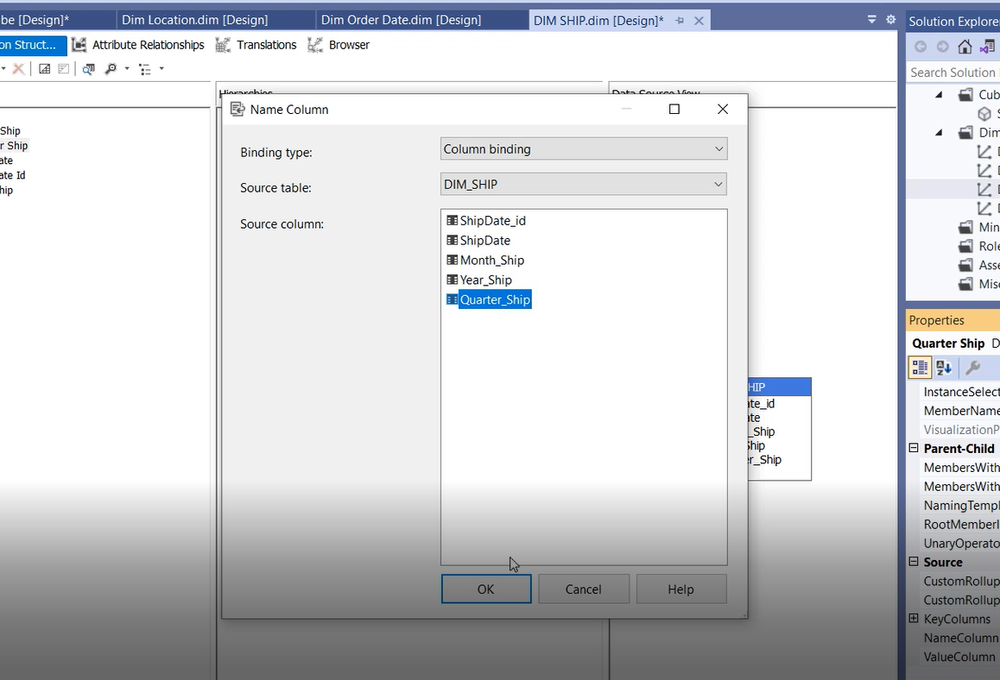 be [Design]*
Dim Location.dim [Design]
Dim Order Date.dim [Design]
DIM SHIP.dim [Design]*
Solution Explorer
on Struct...
Attribute Relationships
Translations
Browser
Search Solution
Hierarchies
Data Source View
Cub
Dim
Min
Role
Asse
Misc
Ship
r Ship
ate
ate Id
hip
Name Column
Binding type:
Column binding
Source table:
DIM_SHIP
Source column:
ShipDate_id
ShipDate
Month_Ship
Year_Ship
Quarter_Ship
OK
Cancel
Help
HIP
ate_id
ate
_Ship
Ship
er_Ship
Properties
Quarter Ship D
InstanceSelect
MemberName
VisualizationP
Parent-Child
MembersWith
MembersWith
NamingTempl
RootMemberI
UnaryOperato
Source
CustomRollup
CustomRollup
KeyColumns
NameColumn
ValueColumn